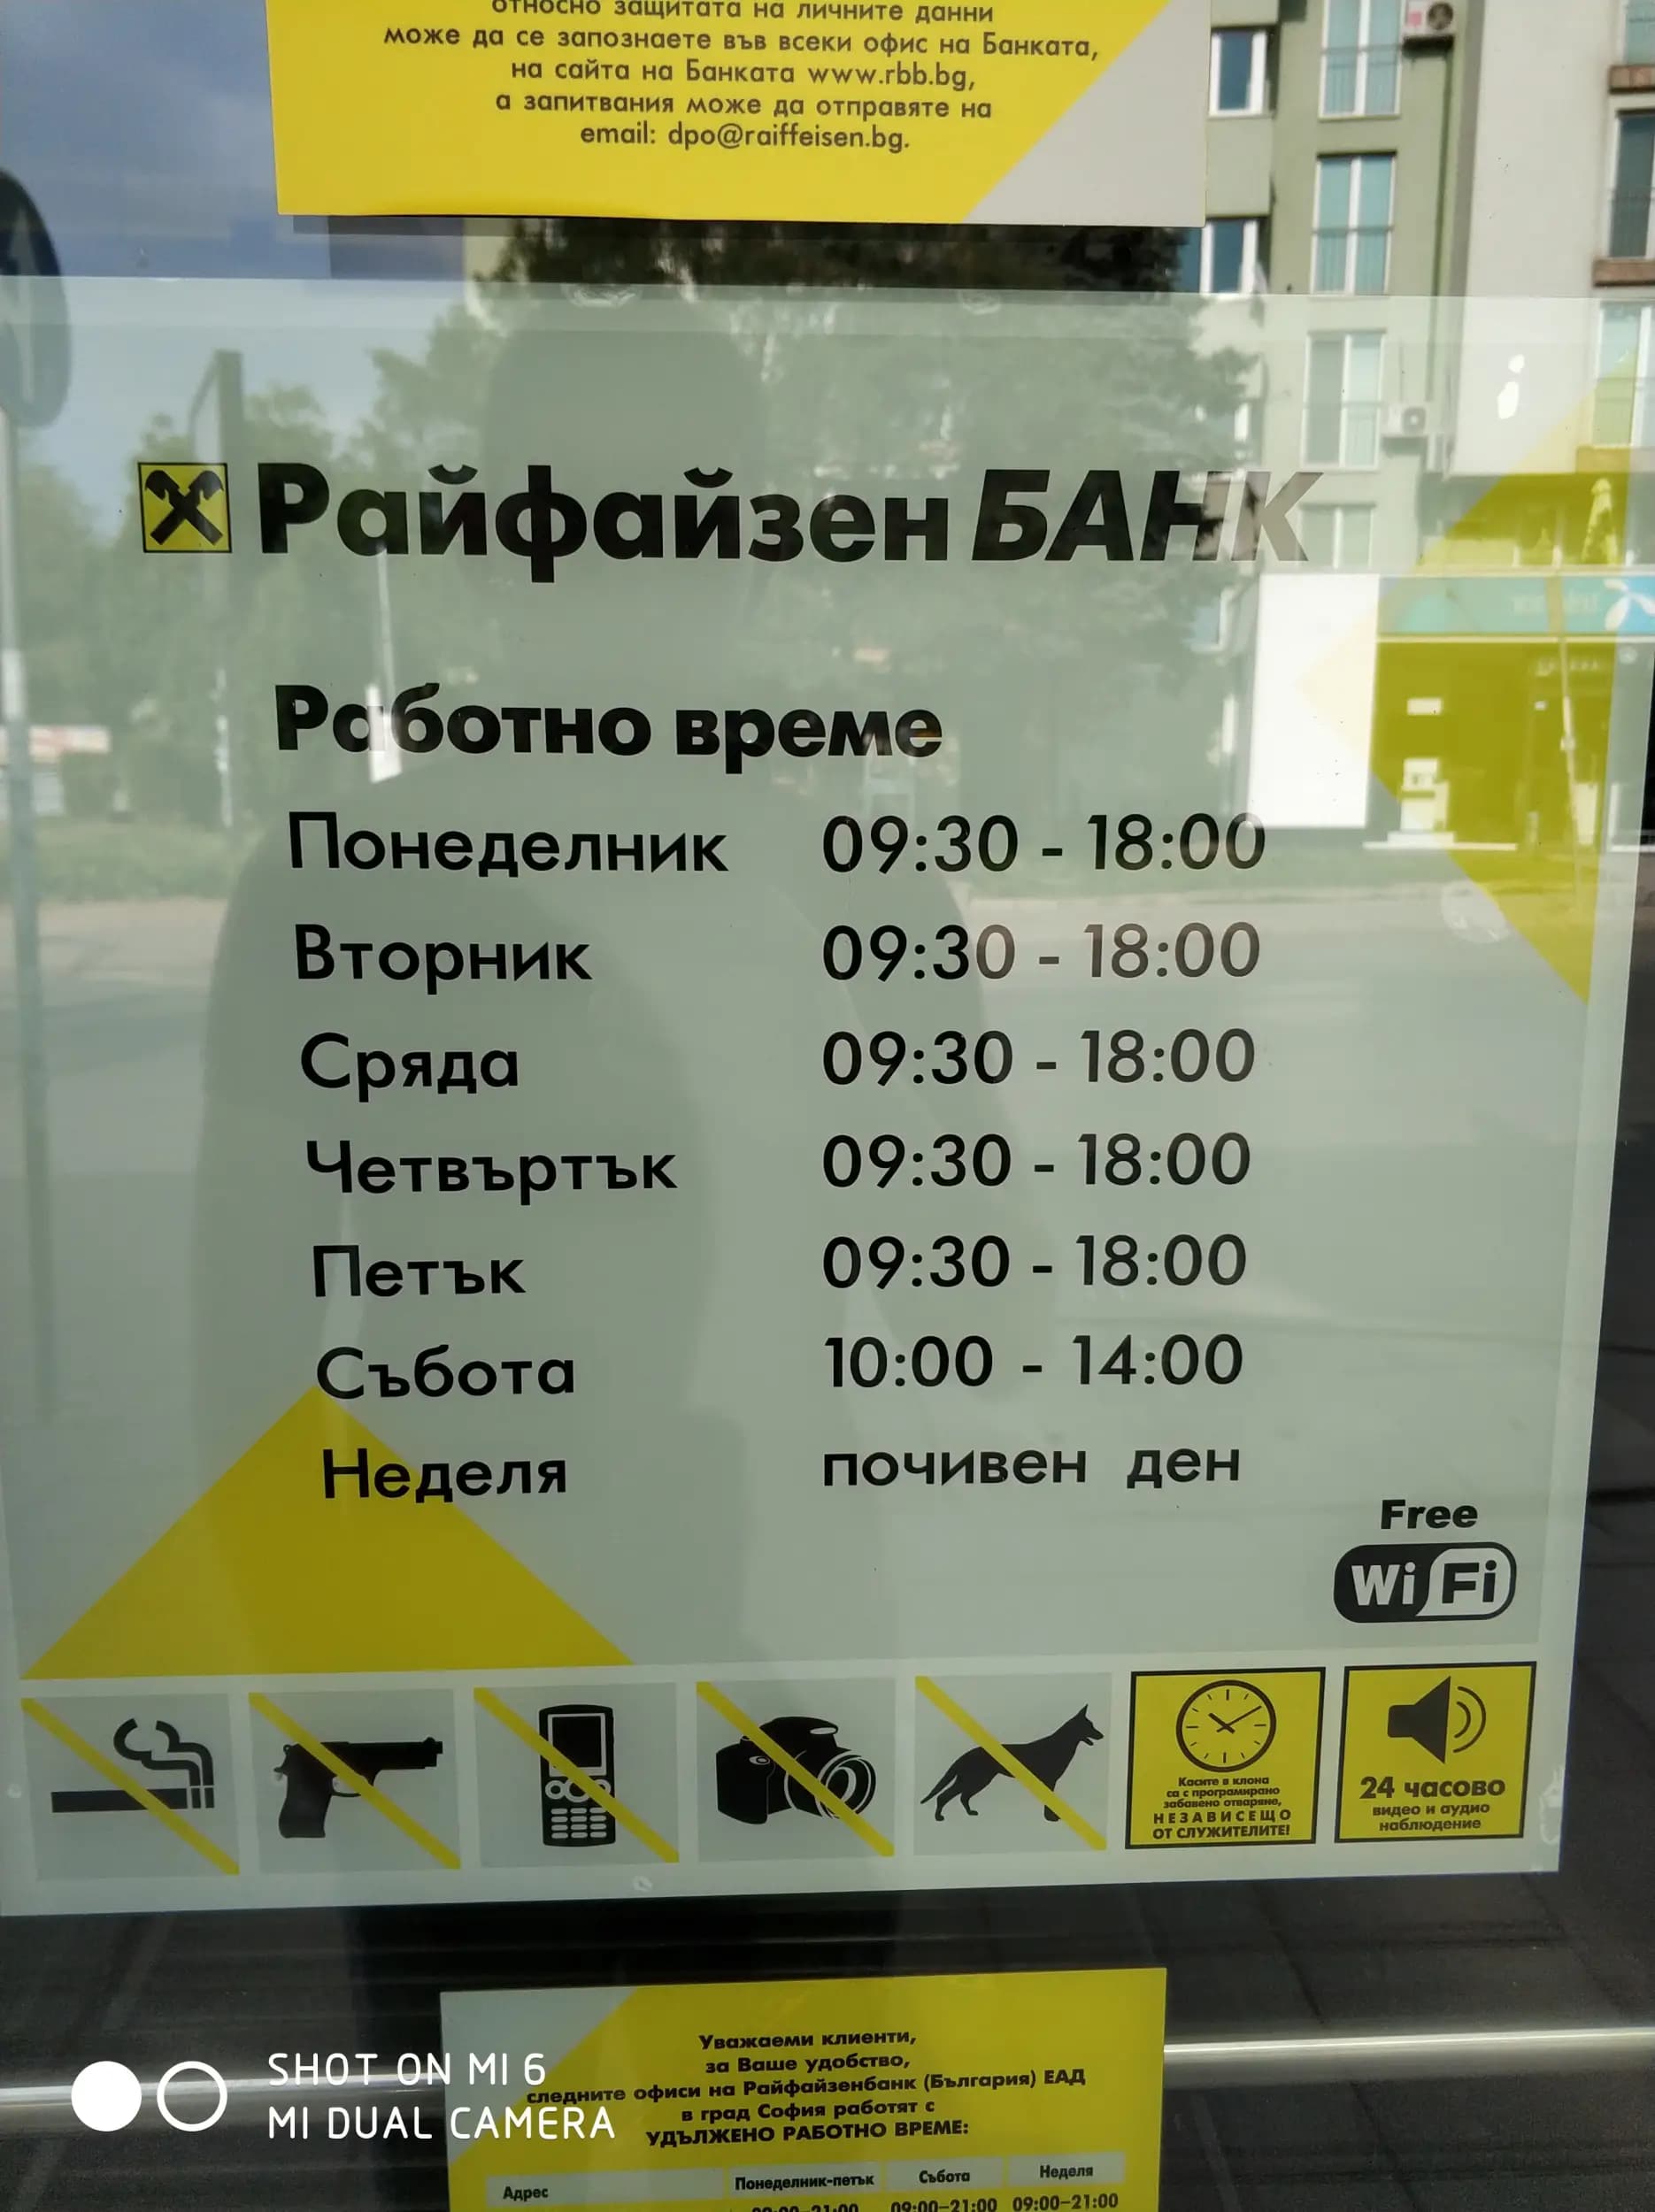 относно защитата на личните данни
може да се запознаете във всеки офис на Банката,
на сайта на Банката www.rbb.bg,
а запитвания може да отправяте на
email: dpo@raiffeisen.bg.
Райфайзен БАНК
Работно време
Понеделник 09:30 - 18:00
Вторник 09:30 - 18:00
Сряда 09:30 - 18:00
Четвъртък 09:30 - 18:00
Петък 09:30 - 18:00
Събота 10:00 - 14:00
Неделя почивен ден
Free
WiFi
Касите в клона
са с програмирано
забавено отваряне,
НЕЗАВИСЕЩО
ОТ СЛУЖИТЕЛИТЕ!
24 часово
видео и аудио
наблюдение
Уважаеми клиенти,
за Ваше удобство,
следните офиси на Райфайзенбанк (България) ЕАД
в град София работят с
УДЪЛЖЕНО РАБОТНО ВРЕМЕ:
Адрес Понеделник-петък Събота Неделя
09:00-21:00 09:00-21:00
SHOT ON MI 6
MI DUAL CAMERA